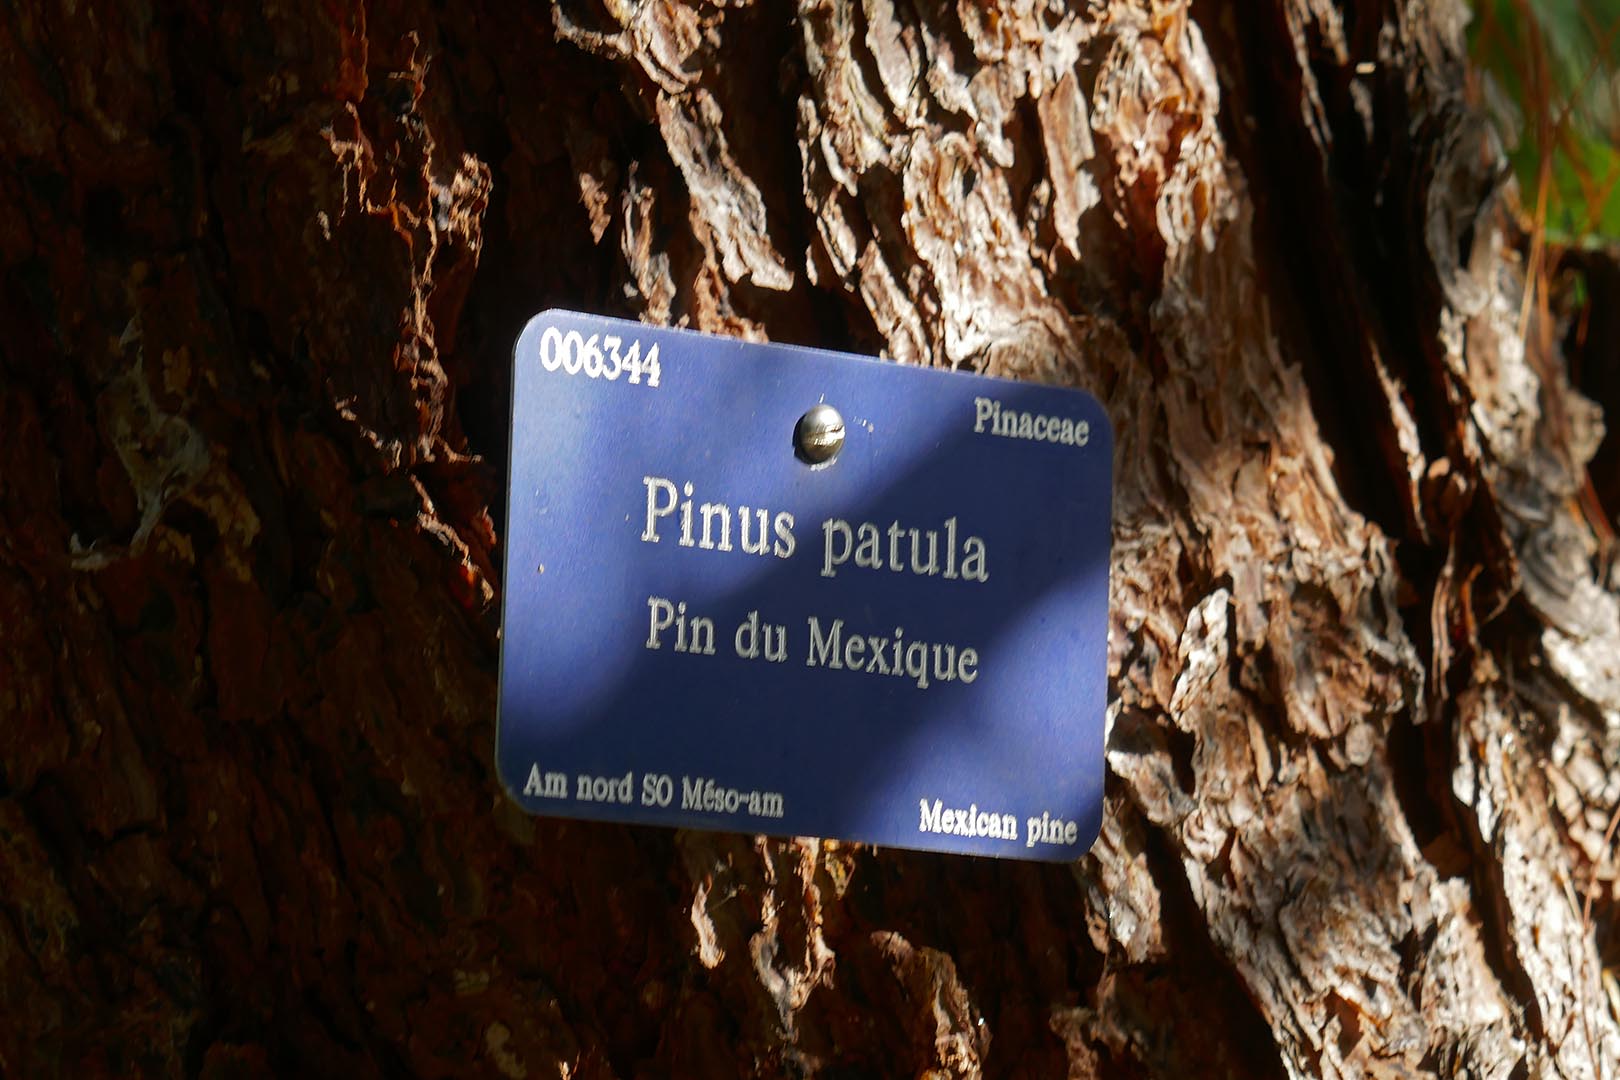 006344
Pinaceae
Pinus patula
Pin du Mexique
Am nord SO Méso-am
Mexican pine